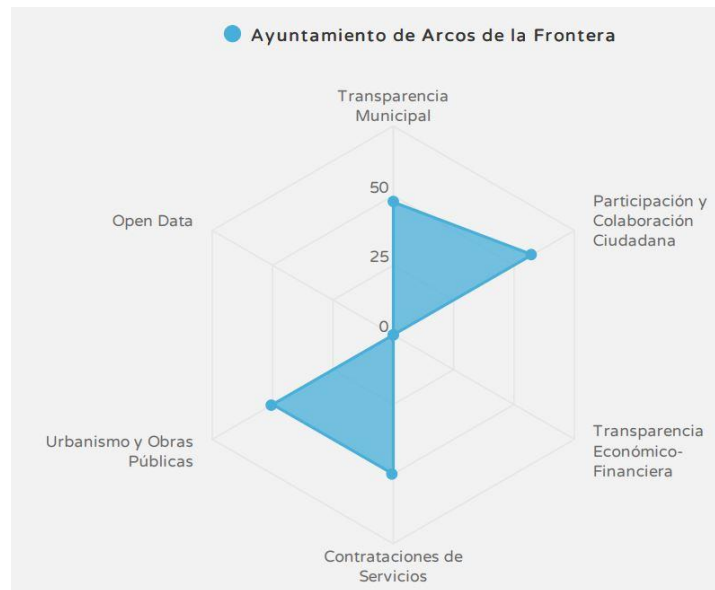 Ayuntamiento de Arcos de la Frontera
Transparencia
Municipal
50
25
0
Participación y
Colaboración
Ciudadana
Open Data
Transparencia
Económico-
Financiera
Urbanismo y Obras
Públicas
Contrataciones de
Servicios